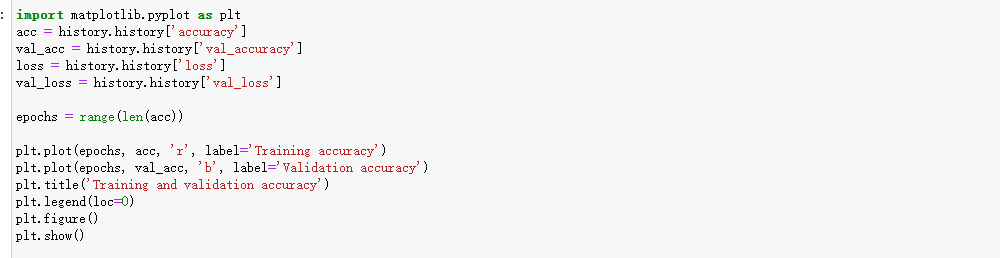 :
import matplotlib.pyplot as plt
acc = history.history['accuracy']
val_acc = history.history['val_accuracy']
loss = history.history['loss']
val_loss = history.history['val_loss']
epochs = range(len(acc))
plt.plot(epochs, acc, 'r', label='Training accuracy')
plt.plot(epochs, val_acc, 'b', label='Validation accuracy')
plt.title('Training and validation accuracy')
plt.legend(loc=0)
plt.figure()
plt.show()